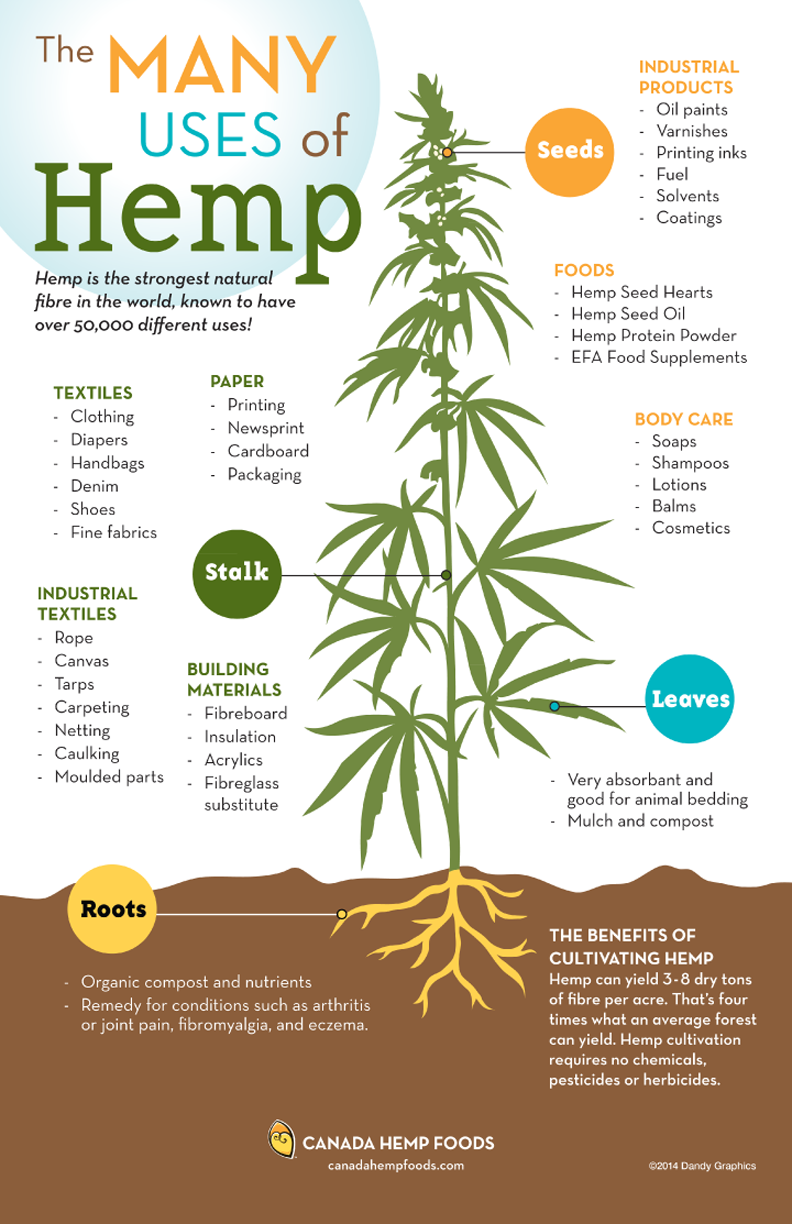 The MANY
USES of
Hemp
Hemp is the strongest natural
fibre in the world, known to have
over 50,000 different uses!
Seeds
INDUSTRIAL
PRODUCTS
- Oil paints
- Varnishes
- Printing inks
- Fuel
- Solvents
- Coatings
FOODS
- Hemp Seed Hearts
- Hemp Seed Oil
- Hemp Protein Powder
- EFA Food Supplements
BODY CARE
- Soaps
- Shampoos
- Lotions
- Balms
- Cosmetics
TEXTILES
- Clothing
- Diapers
- Handbags
- Denim
- Shoes
- Fine fabrics
PAPER
- Printing
- Newsprint
- Cardboard
- Packaging
Stalk
INDUSTRIAL
TEXTILES
- Rope
- Canvas
- Tarps
- Carpeting
- Netting
- Caulking
- Moulded parts
BUILDING
MATERIALS
- Fibreboard
- Insulation
- Acrylics
- Fibreglass
substitute
Leaves
- Very absorbant and
good for animal bedding
- Mulch and compost
Roots
- Organic compost and nutrients
- Remedy for conditions such as arthritis
or joint pain, fibromyalgia, and eczema.
THE BENEFITS OF
CULTIVATING HEMP
Hemp can yield 3-8 dry tons
of fibre per acre. That's four
times what an average forest
can yield. Hemp cultivation
requires no chemicals,
pesticides or herbicides.
CANADA HEMP FOODS
canadahempfoods.com
©2014 Dandy Graphics